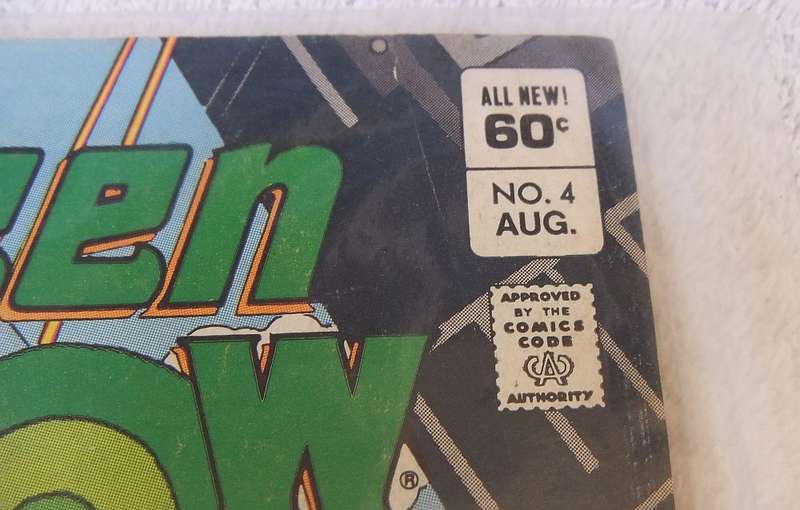 ALL NEW!
60¢
NO. 4
AUG.
APPROVED
BY THE
COMICS
CODE
CA
AUTHORITY
een
OW
®